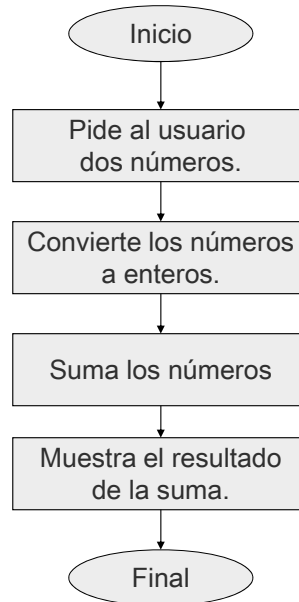 Inicio
Pide al usuario
dos números.
Convierte los números
a enteros.
Suma los números
Muestra el resultado
de la suma.
Final